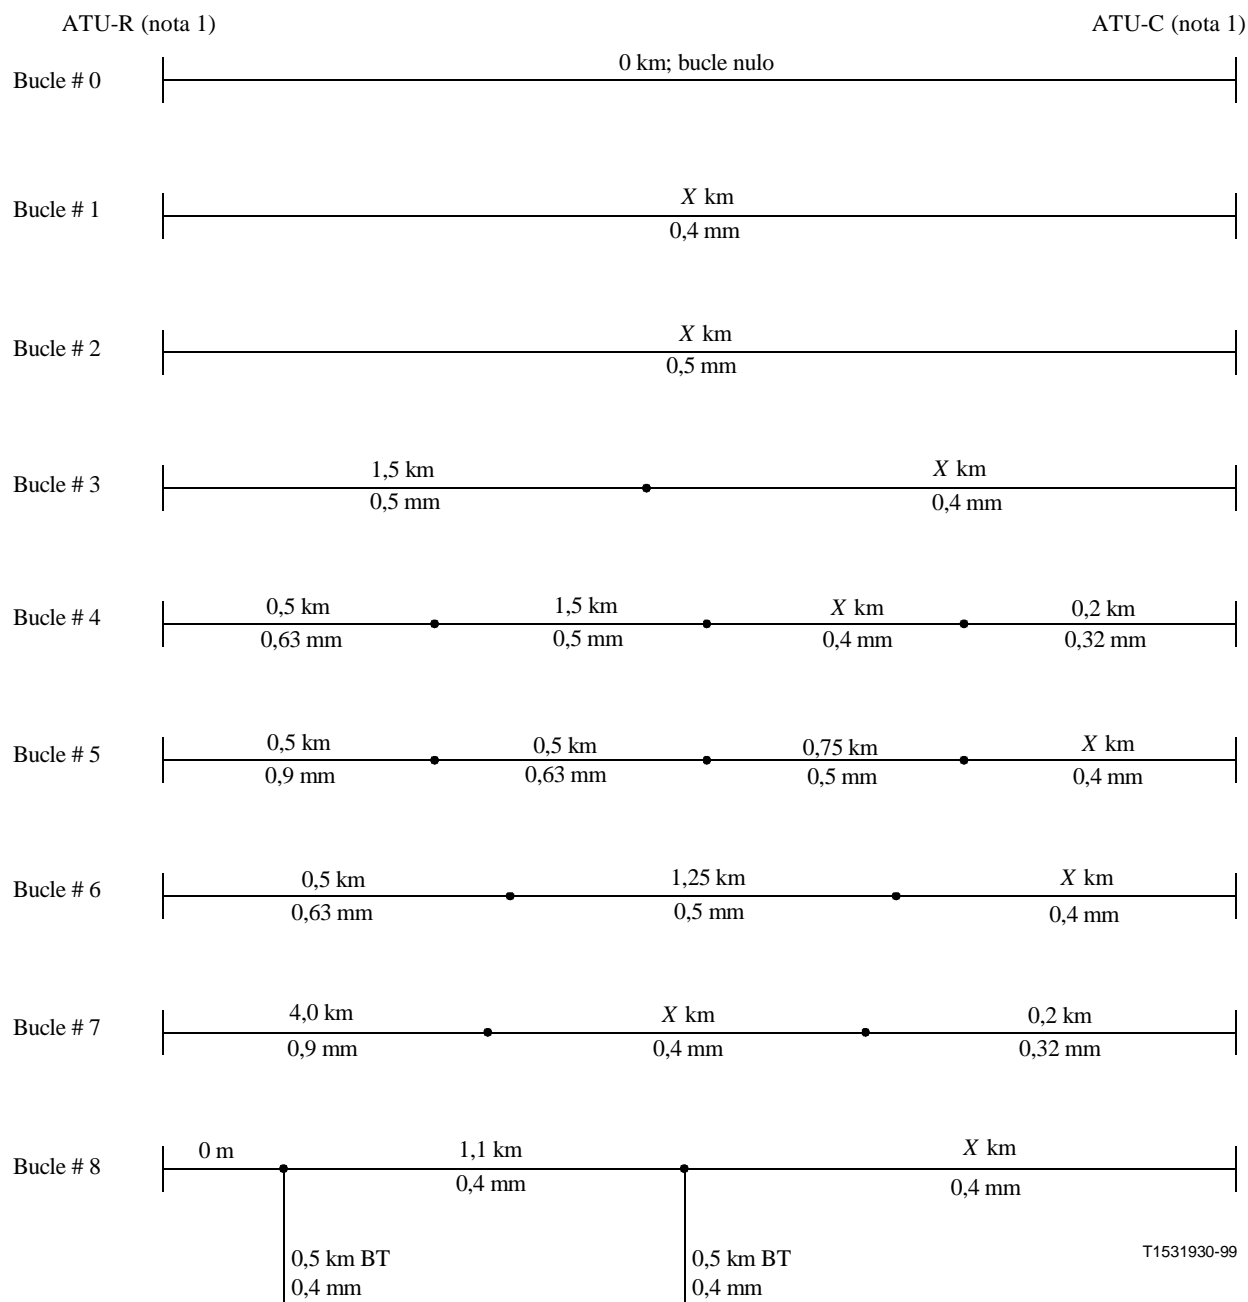 ATU-R (nota 1)
ATU-C (nota 1)
Bucle # 0
0 km; bucle nulo
Bucle # 1
X km
0,4 mm
Bucle # 2
X km
0,5 mm
Bucle # 3
1,5 km
X km
0,5 mm
0,4 mm
Bucle # 4
0,5 km
1,5 km
X km
0,2 km
0,63 mm
0,5 mm
0,4 mm
0,32 mm
Bucle # 5
0,5 km
0,5 km
0,75 km
X km
0,9 mm
0,63 mm
0,5 mm
0,4 mm
Bucle # 6
0,5 km
1,25 km
X km
0,63 mm
0,5 mm
0,4 mm
Bucle # 7
4,0 km
X km
0,2 km
0,9 mm
0,4 mm
0,32 mm
Bucle # 8
0 m
1,1 km
X km
0,4 mm
0,4 mm
0,5 km BT
0,4 mm
0,5 km BT
0,4 mm
T1531930-99